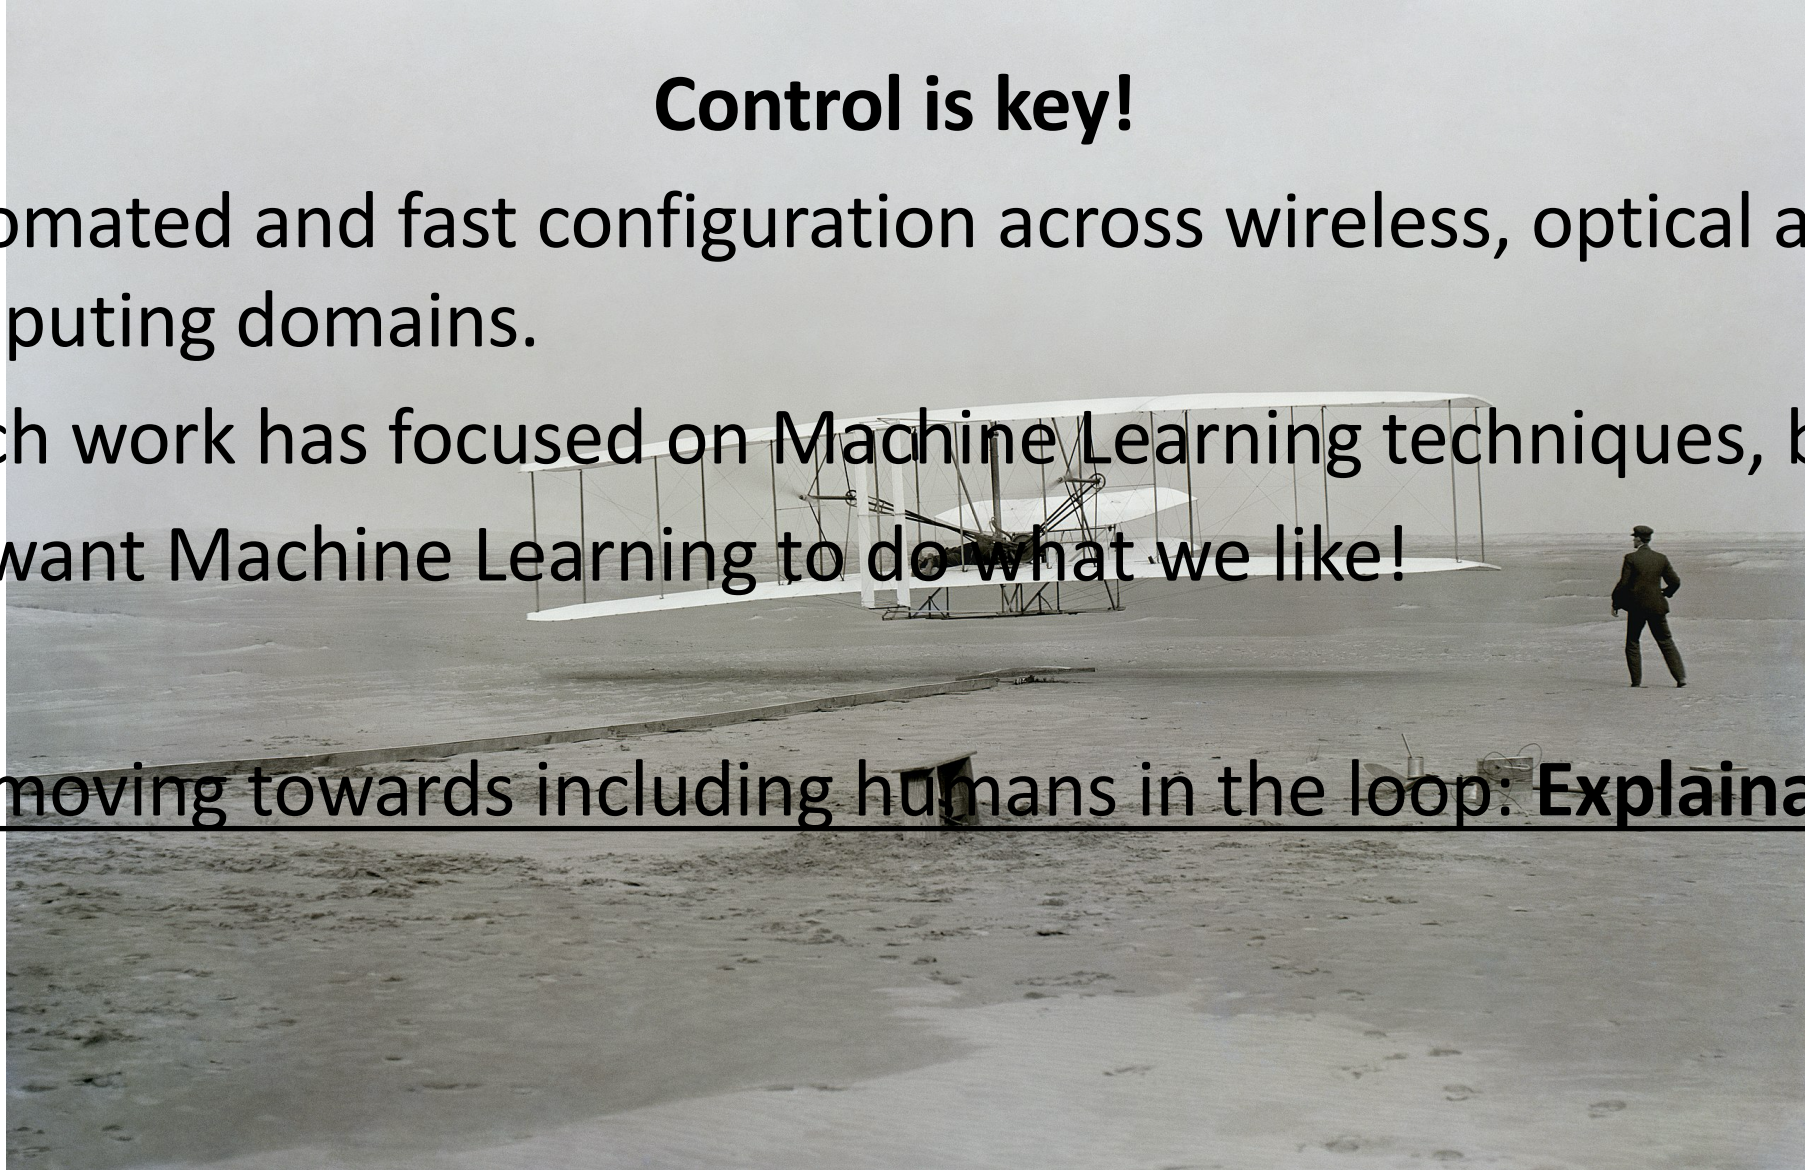 Control is key!
omated and fast configuration across wireless, optical a
puting domains.
ch work has focused on Machine Learning techniques, b
want Machine Learning to do what we like!
moving towards including humans in the loop: Explaina